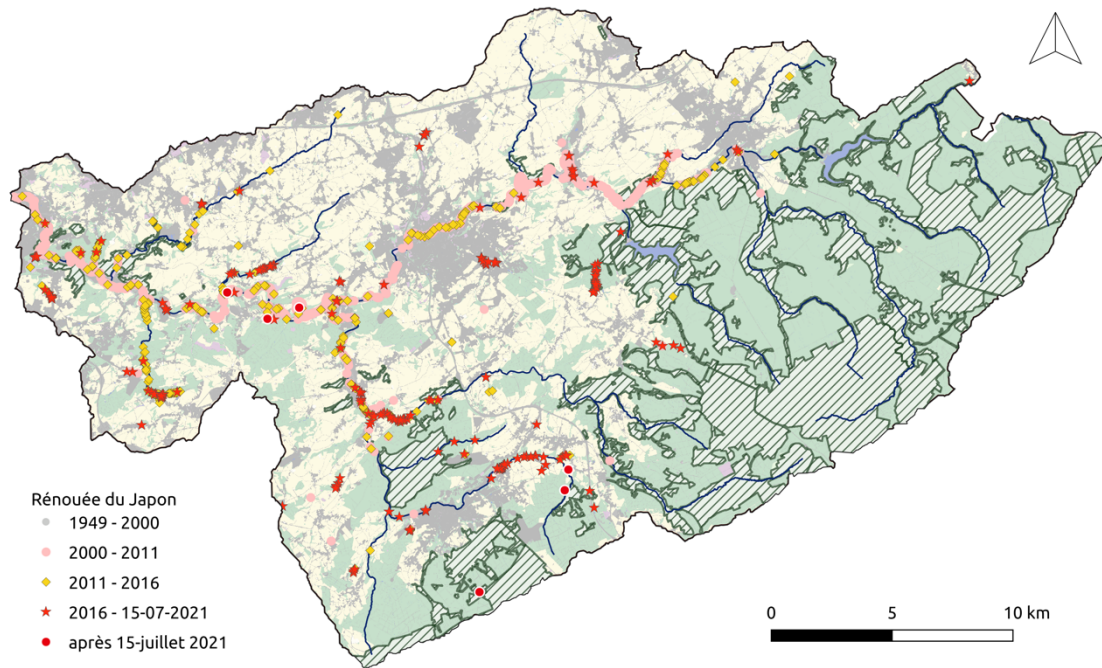 Rénouée du Japon
1949 - 2000
2000 - 2011
2011 - 2016
2016 - 15-07-2021
après 15-juillet 2021
0 5 10 km